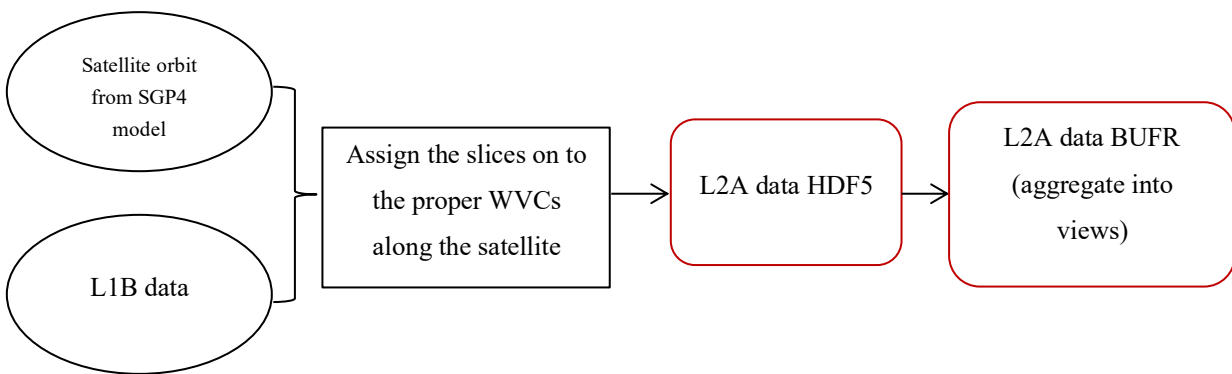 Satellite orbit
from SGP4
model
L1B data
Assign the slices on to
the proper WVCs
along the satellite
L2A data HDF5
L2A data BUFR
(aggregate into
views)